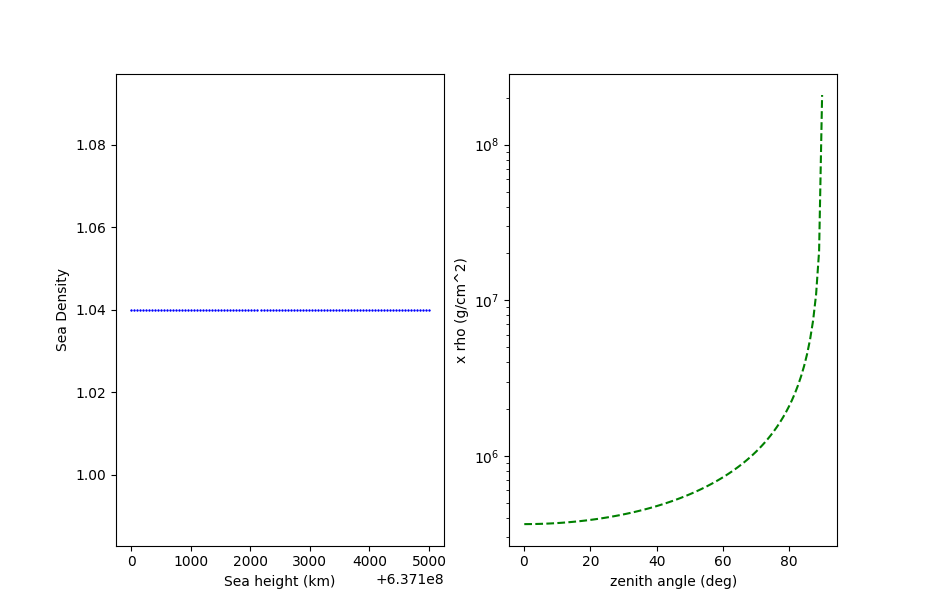 1.08
1.06
1.04
1.02
1.00
Sea Density
0 1000 2000 3000 4000 5000
Sea height (km)
+6.371e8
10^8
10^7
10^6
x rho (g/cm^2)
0 20 40 60 80
zenith angle (deg)